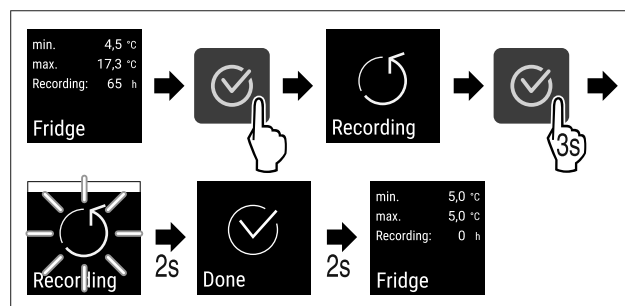 min. 4,5 °C
max. 17,3 °C
Recording: 65 h
Fridge
Recording
3s
Recording
2s
Done
2s
min. 5,0 °C
max. 5,0 °C
Recording: 0 h
Fridge